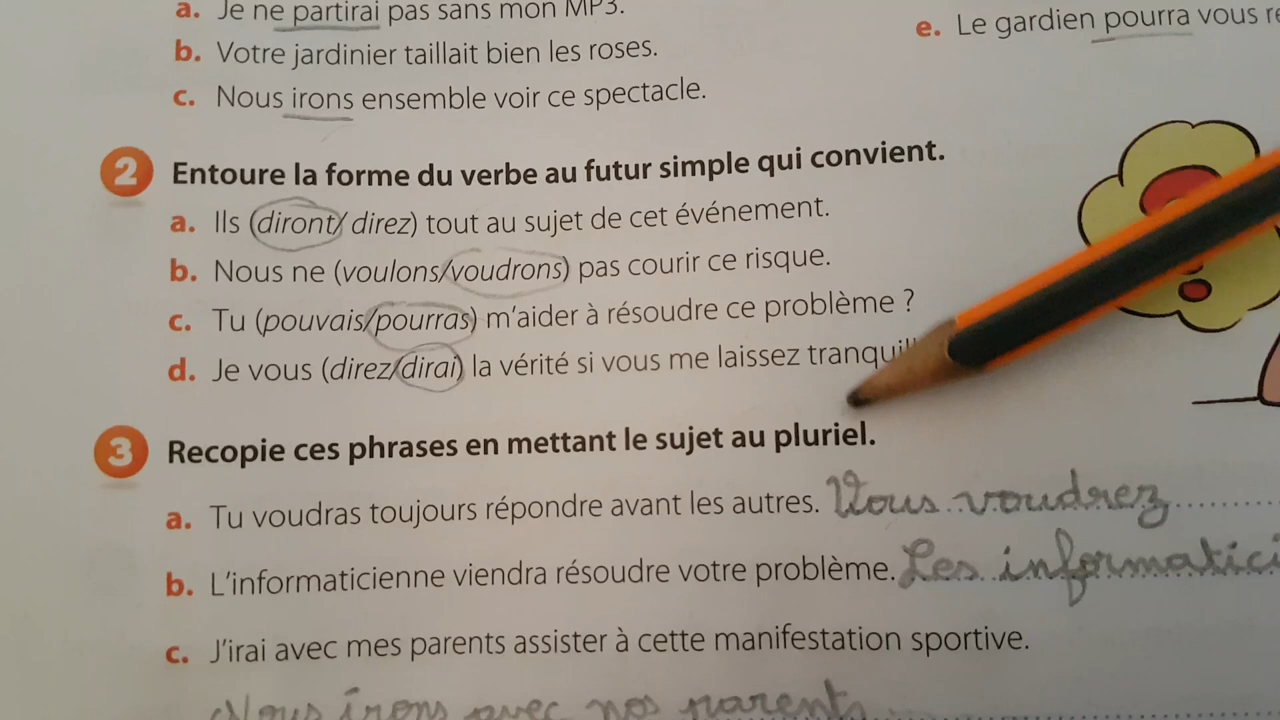 a. Je ne partirai pas sans mon MP3.
e. Le gardien pourra vous
b. Votre jardinier taillait bien les roses.
c. Nous irons ensemble voir ce spectacle.
2 Entoure la forme du verbe au futur simple qui convient.
a. Ils (diront/ direz) tout au sujet de cet événement.
b. Nous ne (voulons/voudrons) pas courir ce risque.
c. Tu (pouvais/pourras) m'aider à résoudre ce problème ?
d. Je vous (direz/dirai) la vérité si vous me laissez
3 Recopie ces phrases en mettant le sujet au pluriel.
a. Tu voudras toujours répondre avant les autres. Vous voudrez
b. L'informaticienne viendra résoudre votre problème. Les informatici
c. J'irai avec mes parents assister à cette manifestation sportive.
Nous irons avec nos parents